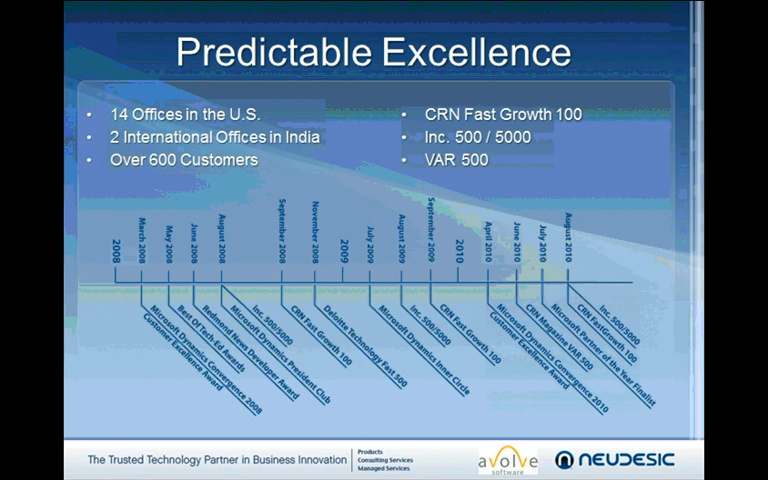 Predictable Excellence
• 14 Offices in the U.S.
• 2 International Offices in India
• Over 600 Customers
• CRN Fast Growth 100
• Inc. 500 / 5000
• VAR 500
2008
March 2008
May 2008
June 2008
August 2008
September 2008
November 2008
2009
July 2009
August 2009
September 2009
2010
April 2010
June 2010
July 2010
August 2010
Microsoft Dynamics Convergence 2008
Customer Excellence Award
Best Of Tech-Ed Awards
Redmond News Developer Award
Microsoft Dynamics President Club
Inc. 500/5000
CRN Fast Growth 100
Deloitte Technology Fast 500
Microsoft Dynamics Inner Circle
Inc. 500/5000
CRN Fast Growth 100
Microsoft Dynamics Convergence 2010
Customer Excellence Award
CRN Magazine VAR 500
Microsoft Partner of the Year Finalist
CRN FastGrowth 100
Inc. 500/5000
The Trusted Technology Partner in Business Innovation
Products
Consulting Services
Managed Services
avolve
software
NEUDESIC